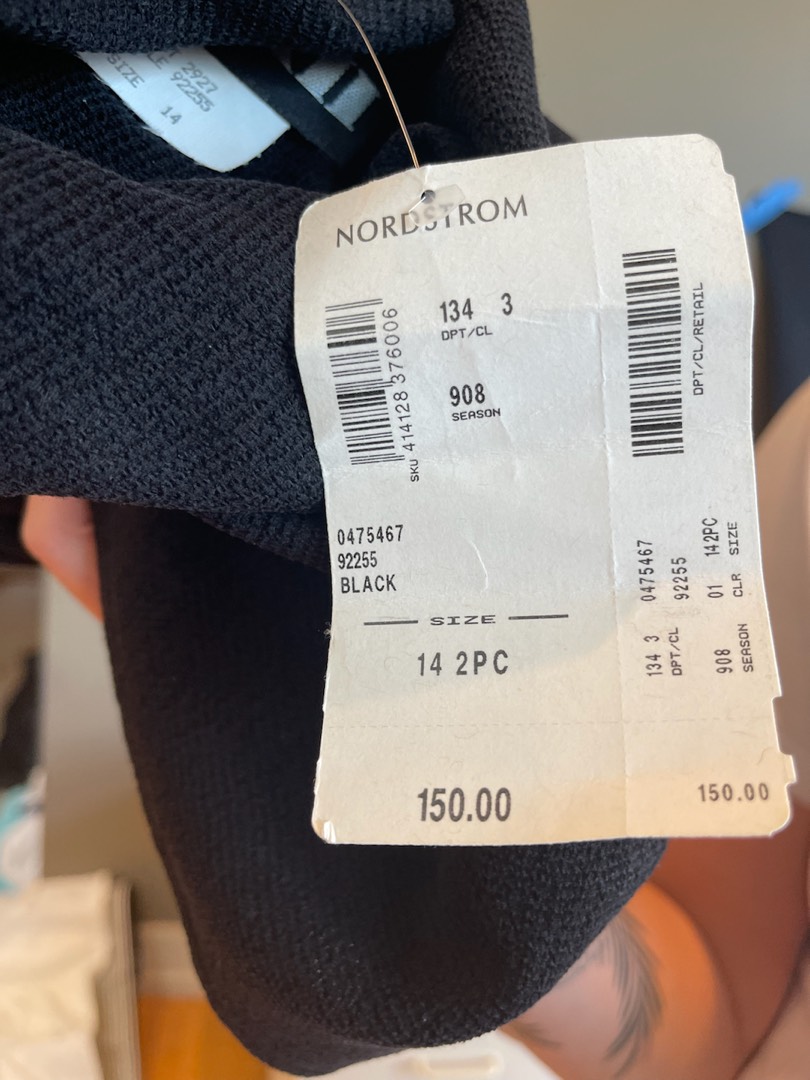 2927
92255
SIZE 14
NORDSTROM
134 3
DPT/CL
908
SEASON
SKU 414128 376006
0475467
92255
BLACK
SIZE
14 2PC
150.00
DPT/CL/RETAIL
134 3 0475467
DPT/CL 92255
908 01 142PC
SEASON CLR SIZE
150.00